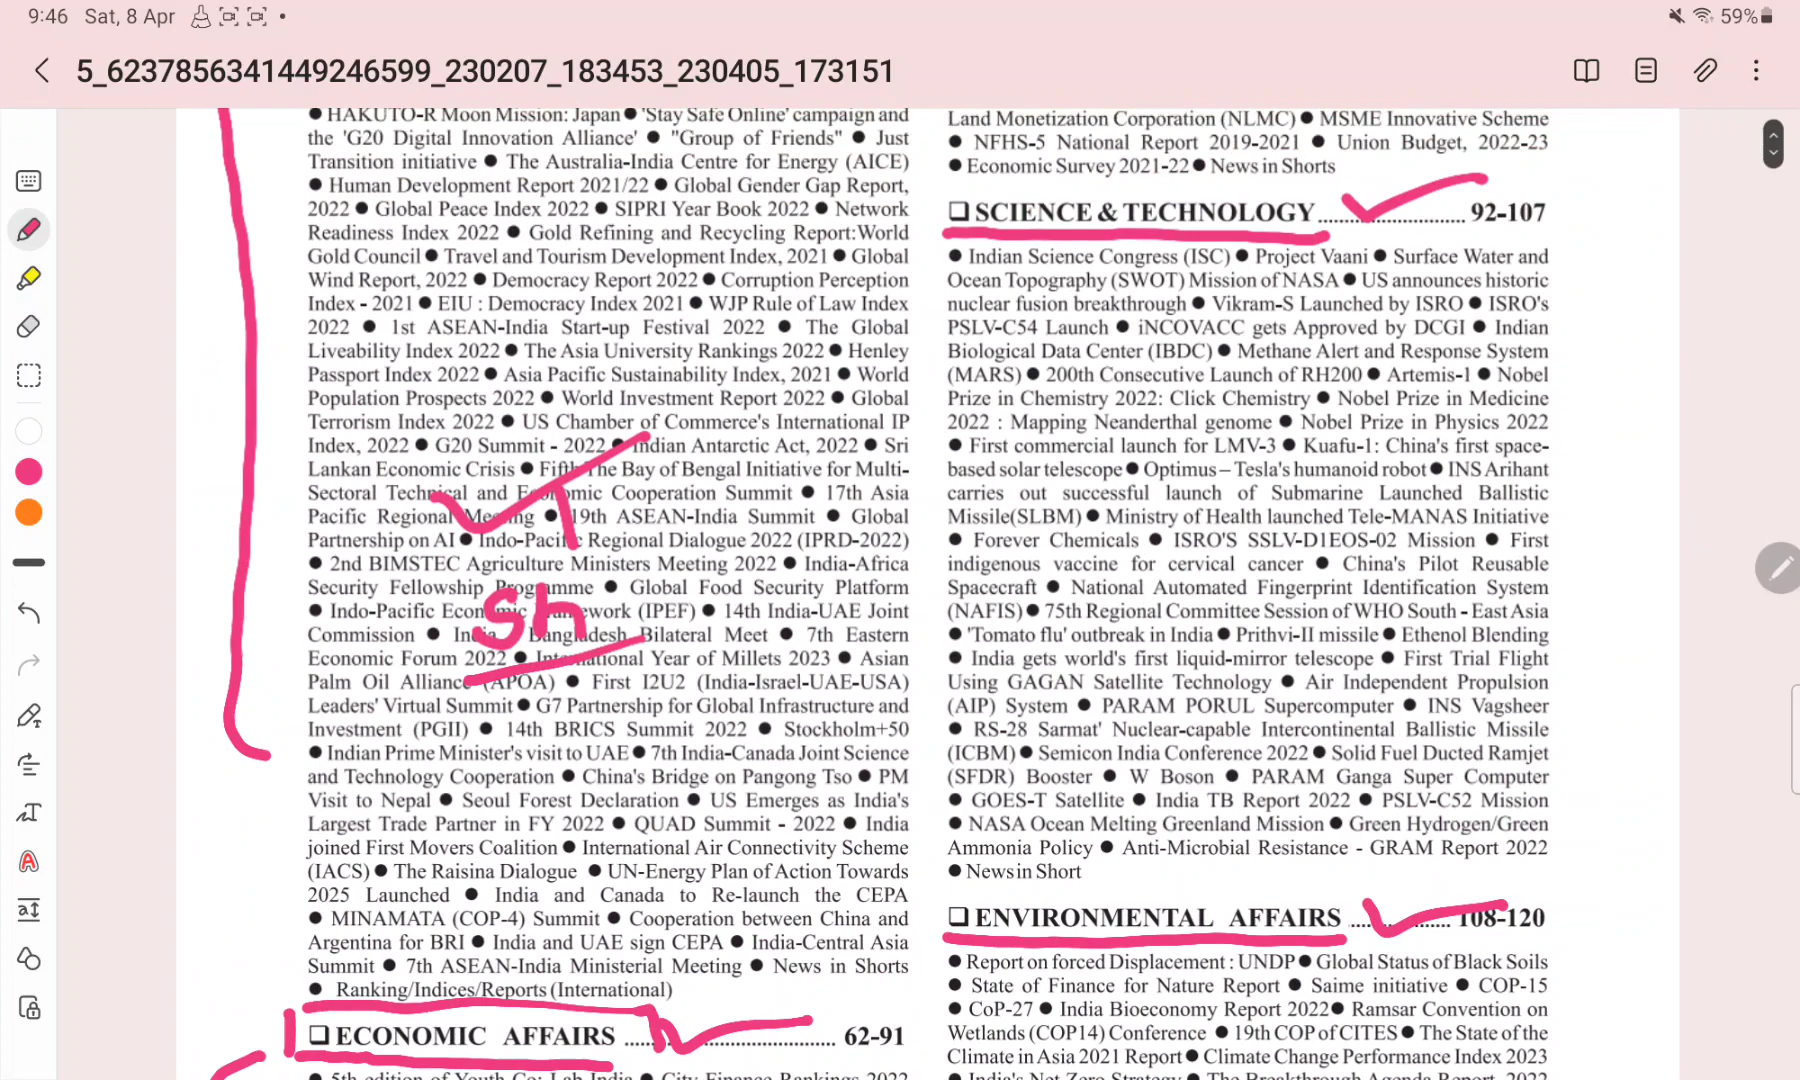 9:46 Sat, 8 Apr
59%
5_6237856341449246599_230207_183453_230405_173151
● HAKUTO-R Moon Mission: Japan ● 'Stay Safe Online' campaign and
the 'G20 Digital Innovation Alliance' ● "Group of Friends" ● Just
Transition initiative ● The Australia-India Centre for Energy (AICE)
● Human Development Report 2021/22 ● Global Gender Gap Report,
2022 ● Global Peace Index 2022 ● SIPRI Year Book 2022 ● Network
Readiness Index 2022 ● Gold Refining and Recycling Report:World
Gold Council ● Travel and Tourism Development Index, 2021 ● Global
Wind Report, 2022 ● Democracy Report 2022 ● Corruption Perception
Index - 2021 ● EIU : Democracy Index 2021 ● WJP Rule of Law Index
2022 ● 1st ASEAN-India Start-up Festival 2022 ● The Global
Liveability Index 2022 ● The Asia University Rankings 2022 ● Henley
Passport Index 2022 ● Asia Pacific Sustainability Index, 2021 ● World
Population Prospects 2022 ● World Investment Report 2022 ● Global
Terrorism Index 2022 ● US Chamber of Commerce's International IP
Index, 2022 ● G20 Summit - 2022 ● Indian Antarctic Act, 2022 ● Sri
Lankan Economic Crisis ● Fifth The Bay of Bengal Initiative for Multi-
Sectoral Technical and Economic Cooperation Summit ● 17th Asia
Pacific Regional Meeting ● 19th ASEAN-India Summit ● Global
Partnership on AI ● Indo-Pacific Regional Dialogue 2022 (IPRD-2022)
● 2nd BIMSTEC Agriculture Ministers Meeting 2022 ● India-Africa
Security Fellowship Programme ● Global Food Security Platform
● Indo-Pacific Economic Framework (IPEF) ● 14th India-UAE Joint
Sh
Commission ● India Bangladesh Bilateral Meet ● 7th Eastern
Economic Forum 2022 ● International Year of Millets 2023 ● Asian
Palm Oil Alliance (APOA) ● First I2U2 (India-Israel-UAE-USA)
Leaders' Virtual Summit ● G7 Partnership for Global Infrastructure and
Investment (PGII) ● 14th BRICS Summit 2022 ● Stockholm+50
● Indian Prime Minister's visit to UAE ● 7th India-Canada Joint Science
and Technology Cooperation ● China's Bridge on Pangong Tso ● PM
Visit to Nepal ● Seoul Forest Declaration ● US Emerges as India's
Largest Trade Partner in FY 2022 ● QUAD Summit - 2022 ● India
joined First Movers Coalition ● International Air Connectivity Scheme
(IACS) ● The Raisina Dialogue ● UN-Energy Plan of Action Towards
2025 Launched ● India and Canada to Re-launch the CEPA
● MINAMATA (COP-4) Summit ● Cooperation between China and
Argentina for BRI ● India and UAE sign CEPA ● India-Central Asia
Summit ● 7th ASEAN-India Ministerial Meeting ● News in Shorts
● Ranking/Indices/Reports (International)
❑ ECONOMIC AFFAIRS .................................... 62-91
● 5th edition of Youth Co: Lab India ● City Finance Rankings 2022
Land Monetization Corporation (NLMC) ● MSME Innovative Scheme
● NFHS-5 National Report 2019-2021 ● Union Budget, 2022-23
● Economic Survey 2021-22 ● News in Shorts
❑ SCIENCE & TECHNOLOGY ........................ 92-107
● Indian Science Congress (ISC) ● Project Vaani ● Surface Water and
Ocean Topography (SWOT) Mission of NASA ● US announces historic
nuclear fusion breakthrough ● Vikram-S Launched by ISRO ● ISRO's
PSLV-C54 Launch ● iNCOVACC gets Approved by DCGI ● Indian
Biological Data Center (IBDC) ● Methane Alert and Response System
(MARS) ● 200th Consecutive Launch of RH200 ● Artemis-1 ● Nobel
Prize in Chemistry 2022: Click Chemistry ● Nobel Prize in Medicine
2022 : Mapping Neanderthal genome ● Nobel Prize in Physics 2022
● First commercial launch for LMV-3 ● Kuafu-1: China's first space-
based solar telescope ● Optimus – Tesla's humanoid robot ● INS Arihant
carries out successful launch of Submarine Launched Ballistic
Missile(SLBM) ● Ministry of Health launched Tele-MANAS Initiative
● Forever Chemicals ● ISRO'S SSLV-D1EOS-02 Mission ● First
indigenous vaccine for cervical cancer ● China's Pilot Reusable
Spacecraft ● National Automated Fingerprint Identification System
(NAFIS) ● 75th Regional Committee Session of WHO South - East Asia
● 'Tomato flu' outbreak in India ● Prithvi-II missile ● Ethenol Blending
● India gets world's first liquid-mirror telescope ● First Trial Flight
Using GAGAN Satellite Technology ● Air Independent Propulsion
(AIP) System ● PARAM PORUL Supercomputer ● INS Vagsheer
● RS-28 Sarmat' Nuclear-capable Intercontinental Ballistic Missile
(ICBM) ● Semicon India Conference 2022 ● Solid Fuel Ducted Ramjet
(SFDR) Booster ● W Boson ● PARAM Ganga Super Computer
● GOES-T Satellite ● India TB Report 2022 ● PSLV-C52 Mission
● NASA Ocean Melting Greenland Mission ● Green Hydrogen/Green
Ammonia Policy ● Anti-Microbial Resistance - GRAM Report 2022
● News in Short
❑ ENVIRONMENTAL AFFAIRS ................. 108-120
● Report on forced Displacement : UNDP ● Global Status of Black Soils
● State of Finance for Nature Report ● Saime initiative ● COP-15
● CoP-27 ● India Bioeconomy Report 2022 ● Ramsar Convention on
Wetlands (COP14) Conference ● 19th COP of CITES ● The State of the
Climate in Asia 2021 Report ● Climate Change Performance Index 2023
● India's Net Zero Strategy ● The Breakthrough Agenda Report, 2022